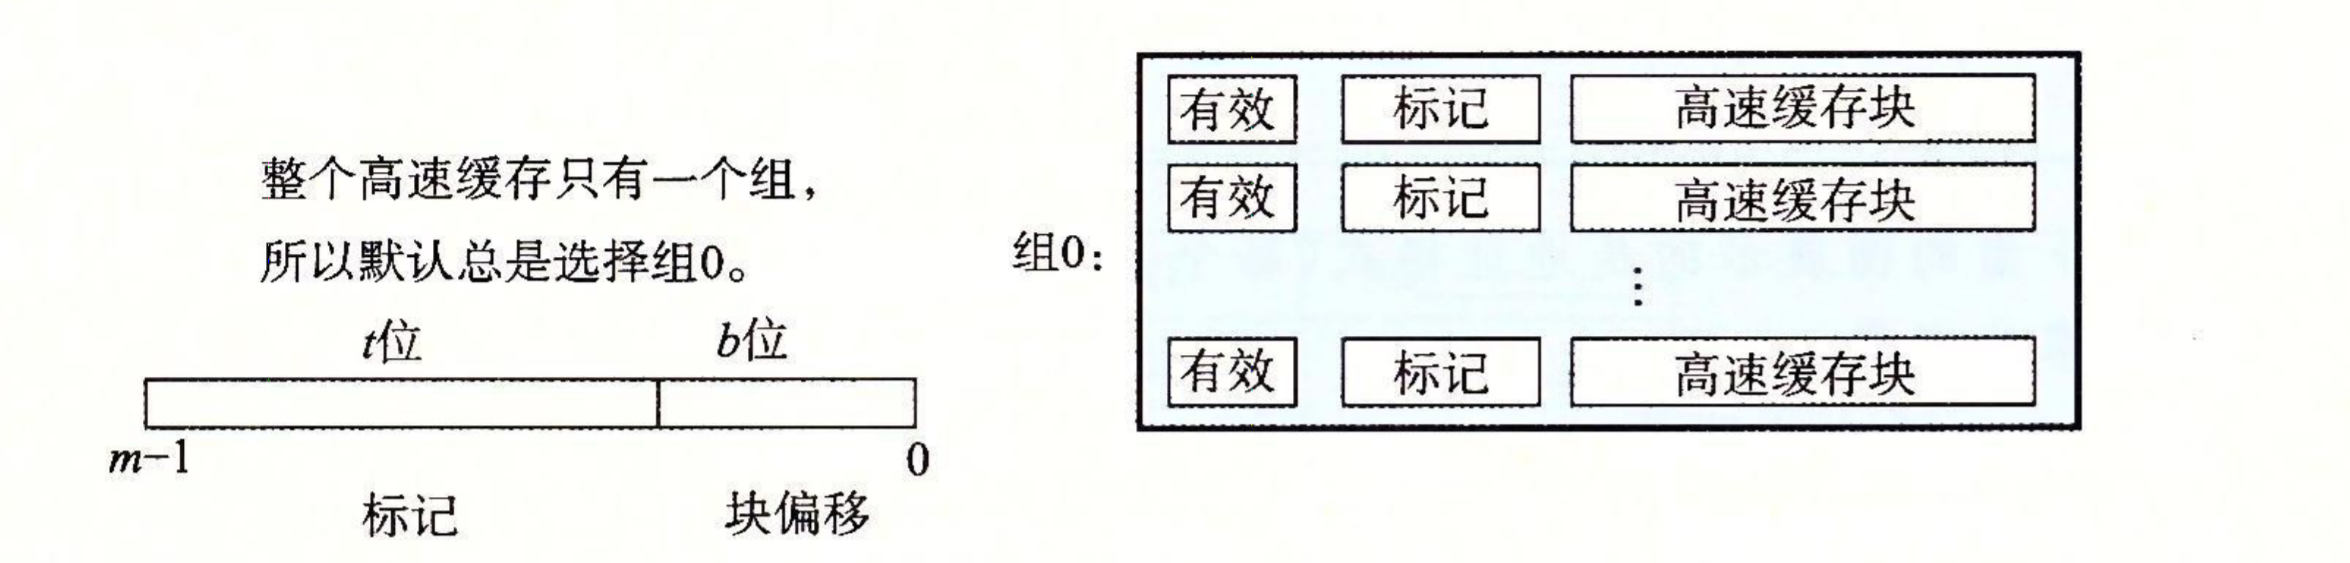 整个高速缓存只有一个组，
所以默认总是选择组0。
t位 b位
m-1 0
标记 块偏移
组0：
有效 标记 高速缓存块
有效 标记 高速缓存块
⋮
有效 标记 高速缓存块